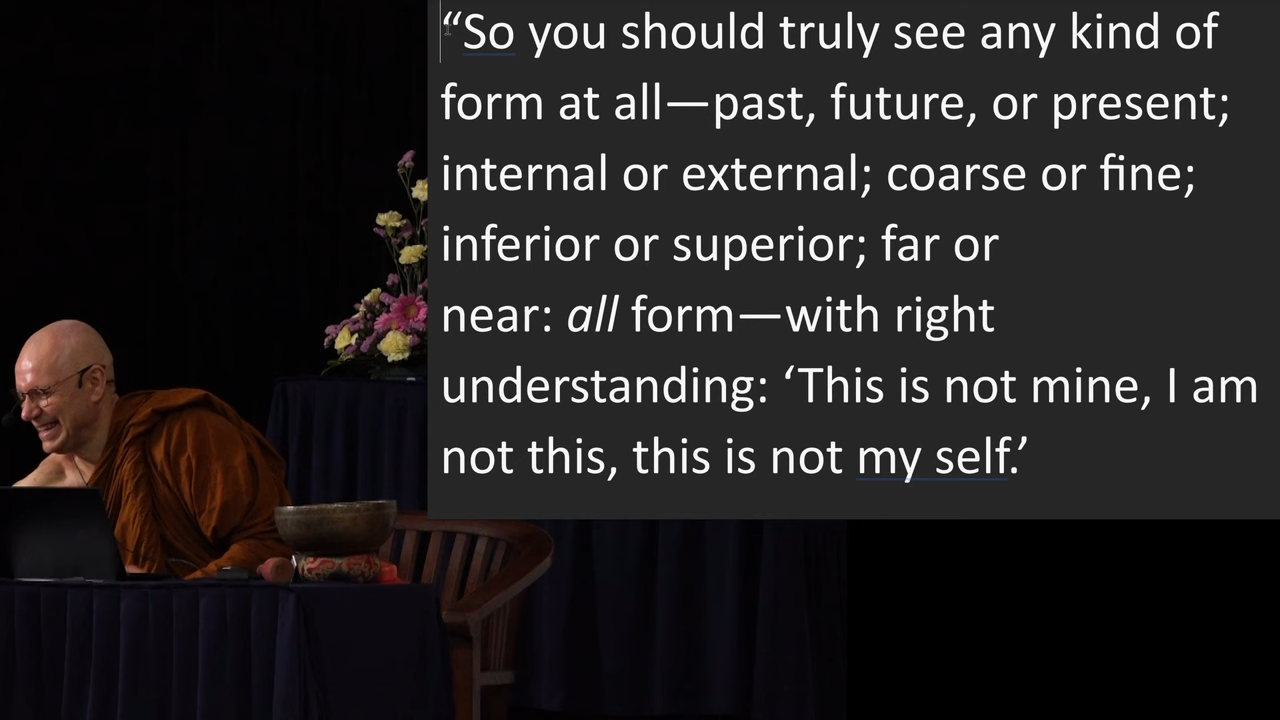 “So you should truly see any kind of
form at all—past, future, or present;
internal or external; coarse or fine;
inferior or superior; far or
near: all form—with right
understanding: ‘This is not mine, I am
not this, this is not my self.’